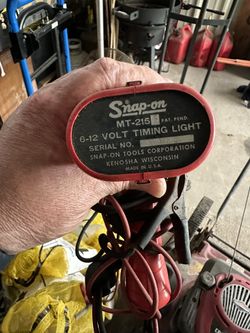 Snap-on
MT-215 PAT. PEND.
6-12 VOLT TIMING LIGHT
SERIAL NO.
SNAP-ON TOOLS CORPORATION
KENOSHA WISCONSIN
MADE IN U.S.A.